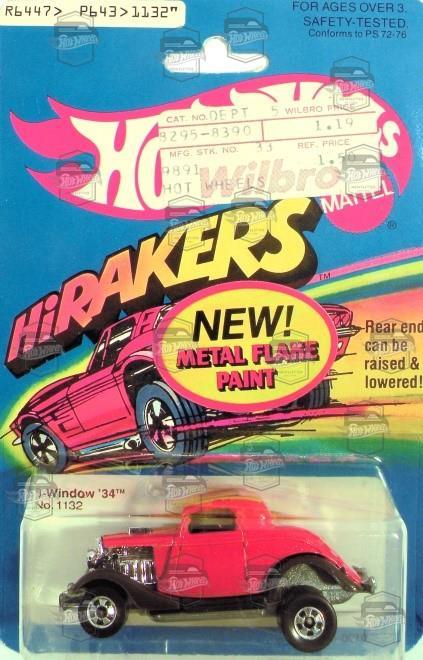 R6447> P643>1132"
FOR AGES OVER 3.
SAFETY-TESTED.
Conforms to PS 72-76
CAT. NO. DEPT 5 WILBRO PRICE
8295-8390 1.19
MFG. STK. NO. 33 REF. PRICE
9891
HOT WHEELS
Wilbro
MATTEL
®
HiRAKERS
TM
NEW!
METAL FLAKE
PAINT
Rear end
can be
raised &
lowered!
-Window '34™
No. 1132